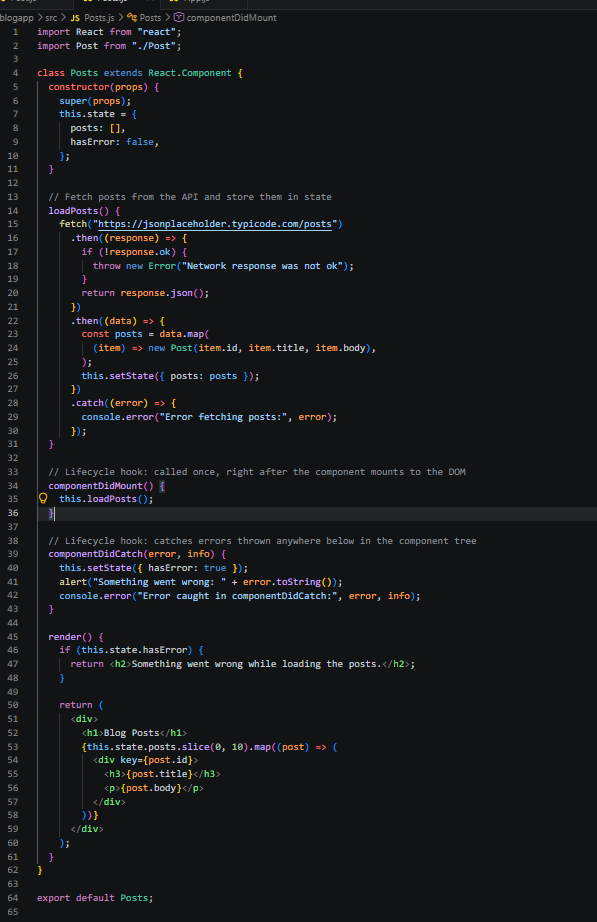 Posts.js
App.js
blogapp > src > JS Posts.js > Posts > componentDidMount
1 import React from "react";
2 import Post from "./Post";
3
4 class Posts extends React.Component {
5 constructor(props) {
6 super(props);
7 this.state = {
8 posts: [],
9 hasError: false,
10 };
11 }
12
13 // Fetch posts from the API and store them in state
14 loadPosts() {
15 fetch("https://jsonplaceholder.typicode.com/posts")
16 .then((response) => {
17 if (!response.ok) {
18 throw new Error("Network response was not ok");
19 }
20 return response.json();
21 })
22 .then((data) => {
23 const posts = data.map(
24 (item) => new Post(item.id, item.title, item.body),
25 );
26 this.setState({ posts: posts });
27 })
28 .catch((error) => {
29 console.error("Error fetching posts:", error);
30 });
31 }
32
33 // Lifecycle hook: called once, right after the component mounts to the DOM
34 componentDidMount() {
35 this.loadPosts();
36 }
37
38 // Lifecycle hook: catches errors thrown anywhere below in the component tree
39 componentDidCatch(error, info) {
40 this.setState({ hasError: true });
41 alert("Something went wrong: " + error.toString());
42 console.error("Error caught in componentDidCatch:", error, info);
43 }
44
45 render() {
46 if (this.state.hasError) {
47 return <h2>Something went wrong while loading the posts.</h2>;
48 }
49
50 return (
51 <div>
52 <h1>Blog Posts</h1>
53 {this.state.posts.slice(0, 10).map((post) => (
54 <div key={post.id}>
55 <h3>{post.title}</h3>
56 <p>{post.body}</p>
57 </div>
58 ))}
59 </div>
60 );
61 }
62 }
63
64 export default Posts;
65